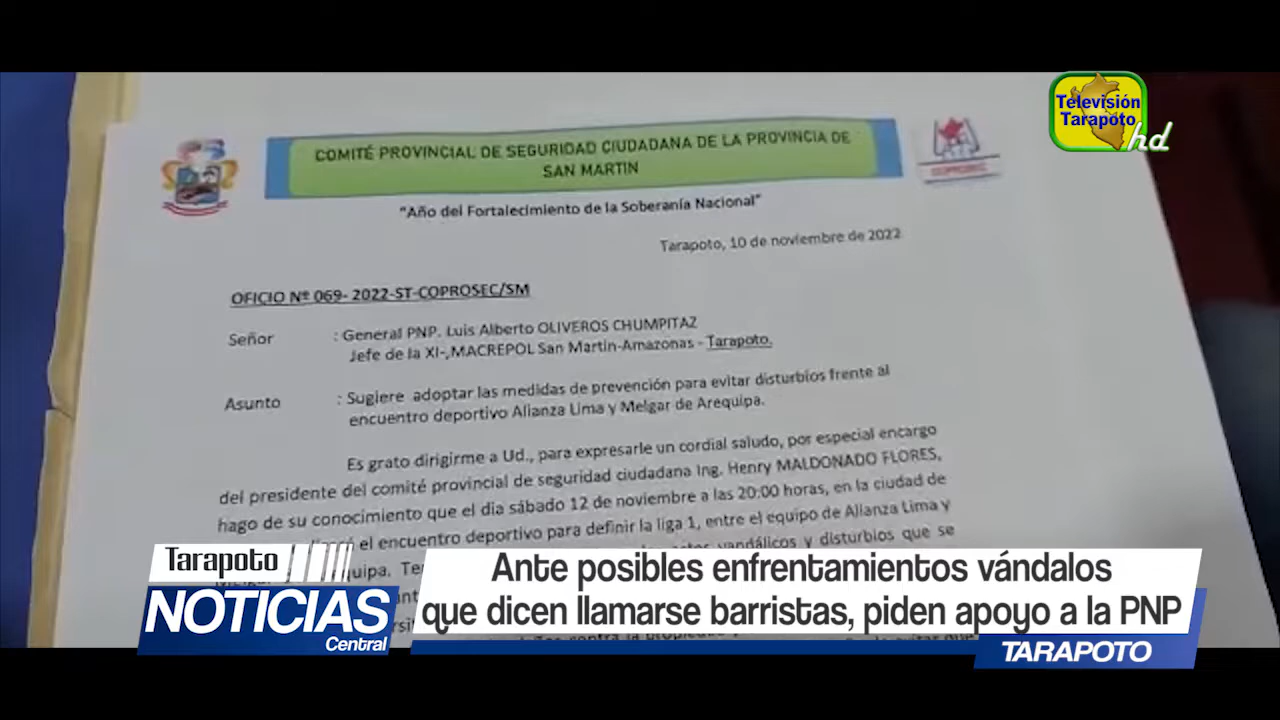 Televisión
Tarapoto
hd
COMITÉ PROVINCIAL DE SEGURIDAD CIUDADANA DE LA PROVINCIA DE
SAN MARTIN
COPROSEC
"Año del Fortalecimiento de la Soberanía Nacional"
Tarapoto, 10 de noviembre de 2022
OFICIO Nº 069- 2022-ST-COPROSEC/SM
Señor : General PNP. Luis Alberto OLIVEROS CHUMPITAZ
Jefe de la XI-,MACREPOL San Martin-Amazonas - Tarapoto.
Asunto : Sugiere adoptar las medidas de prevención para evitar disturbios frente al
encuentro deportivo Alianza Lima y Melgar de Arequipa.
Es grato dirigirme a Ud., para expresarle un cordial saludo, por especial encargo
del presidente del comité provincial de seguridad ciudadana Ing. Henry MALDONADO FLORES,
hago de su conocimiento que el dia sábado 12 de noviembre a las 20:00 horas, en la ciudad de
el encuentro deportivo para definir la liga 1, entre el equipo de Alianza Lima y
vandálicos y disturbios que se
Tarapoto
NOTICIAS
Central
Ante posibles enfrentamientos vándalos
que dicen llamarse barristas, piden apoyo a la PNP
TARAPOTO